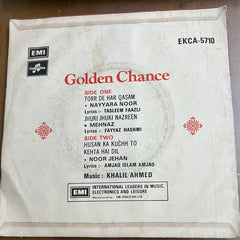 EMI
EKCA-5710
Columbia
Golden Chance
SIDE ONE
TORR DE HAR QASAM
• NAYYARA NOOR
Lyrics :- TASLEEM FAAZLI
JHUKI JHUKI NAZREEN
• MEHNAZ
Lyrics :- FAYYAZ HASHMI
SIDE TWO
HUSAN KA KUCHH TO
KEHTA HAI DIL
• NOOR JEHAN
Lyrics :- AMJAD ISLAM AMJAD
Music : KHALIL AHMED
EMI
INTERNATIONAL LEADERS IN MUSIC,
ELECTRONICS AND LEISURE